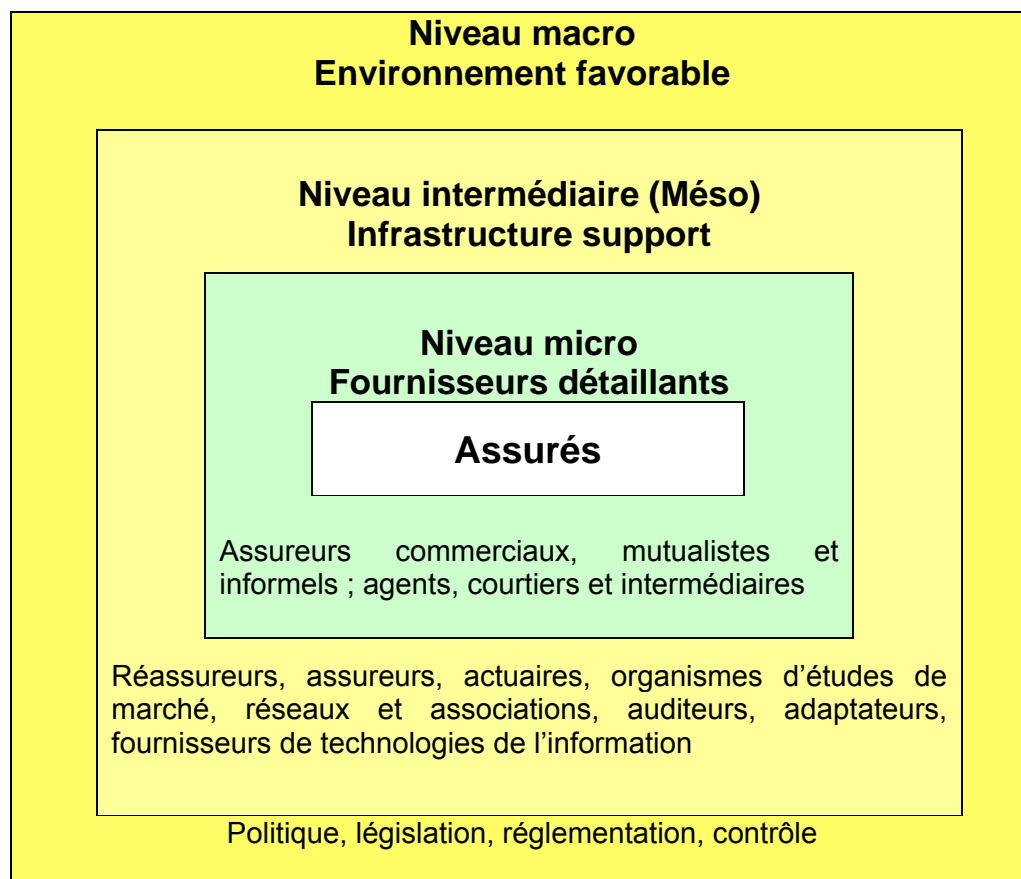 Niveau macro
Environnement favorable
Niveau intermédiaire (Méso)
Infrastructure support
Niveau micro
Fournisseurs détaillants
Assurés
Assureurs commerciaux, mutualistes et
informels ; agents, courtiers et intermédiaires
Réassureurs, assureurs, actuaires, organismes d’études de
marché, réseaux et associations, auditeurs, adaptateurs,
fournisseurs de technologies de l’information
Politique, législation, réglementation, contrôle